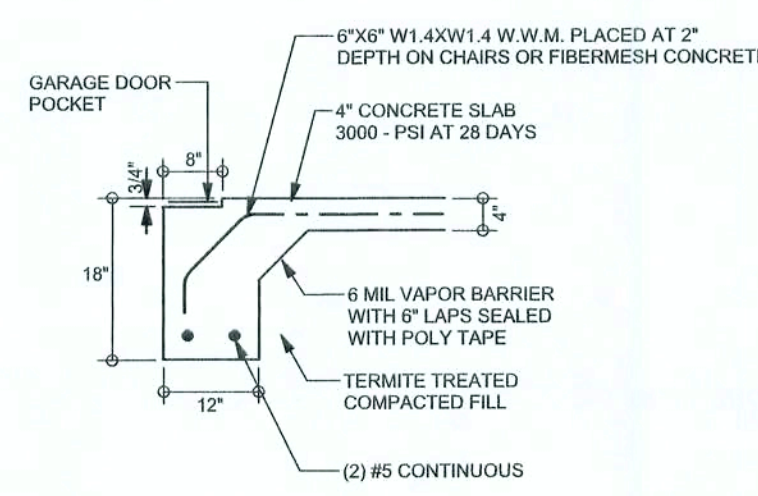 6"X6" W1.4XW1.4 W.W.M. PLACED AT 2"
DEPTH ON CHAIRS OR FIBERMESH CONCRETE
GARAGE DOOR
POCKET
4" CONCRETE SLAB
3000 - PSI AT 28 DAYS
8"
3/4"
4"
18"
6 MIL VAPOR BARRIER
WITH 6" LAPS SEALED
WITH POLY TAPE
TERMITE TREATED
COMPACTED FILL
12"
(2) #5 CONTINUOUS